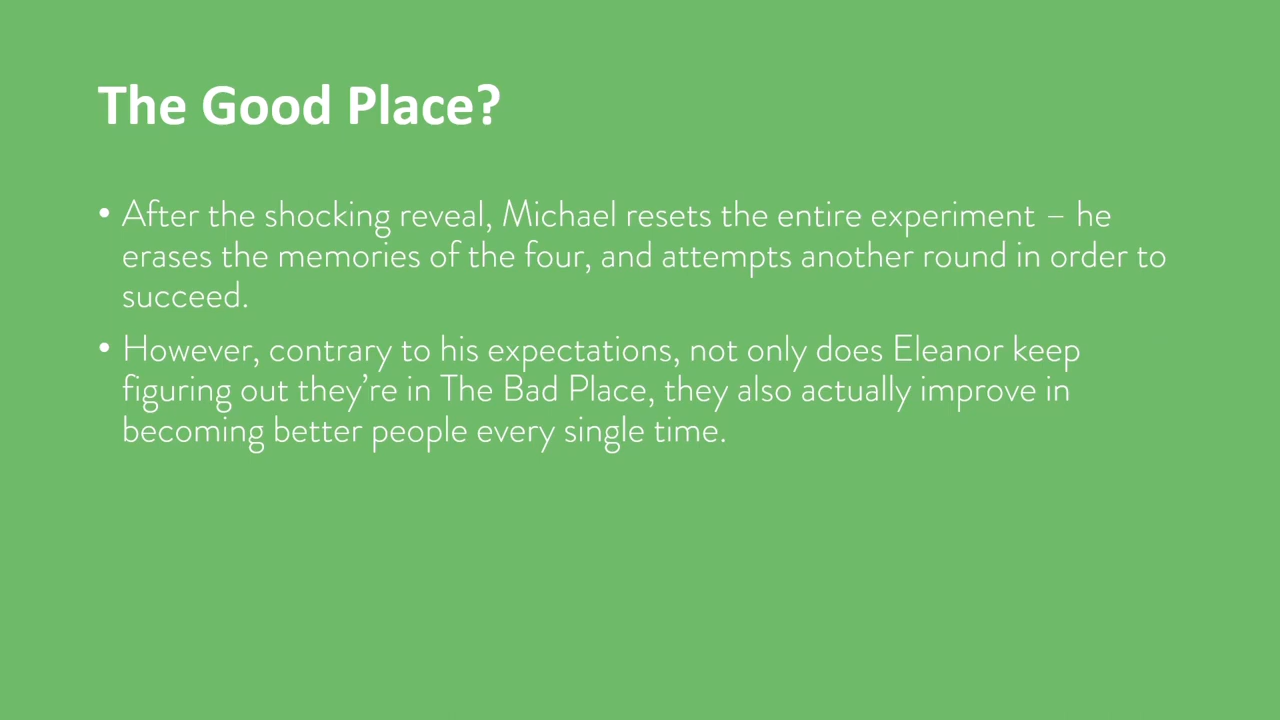 The Good Place?
• After the shocking reveal, Michael resets the entire experiment – he
erases the memories of the four, and attempts another round in order to
succeed.
• However, contrary to his expectations, not only does Eleanor keep
figuring out they’re in The Bad Place, they also actually improve in
becoming better people every single time.